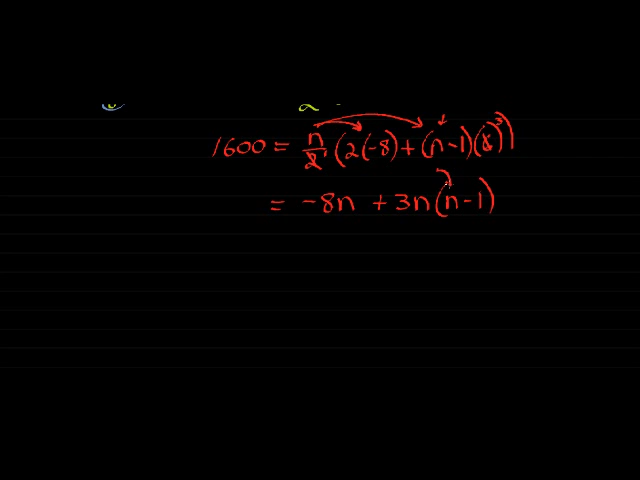 1600 = n/2 (2(-8) + (n-1)(6))
= -8n + 3n(n-1)